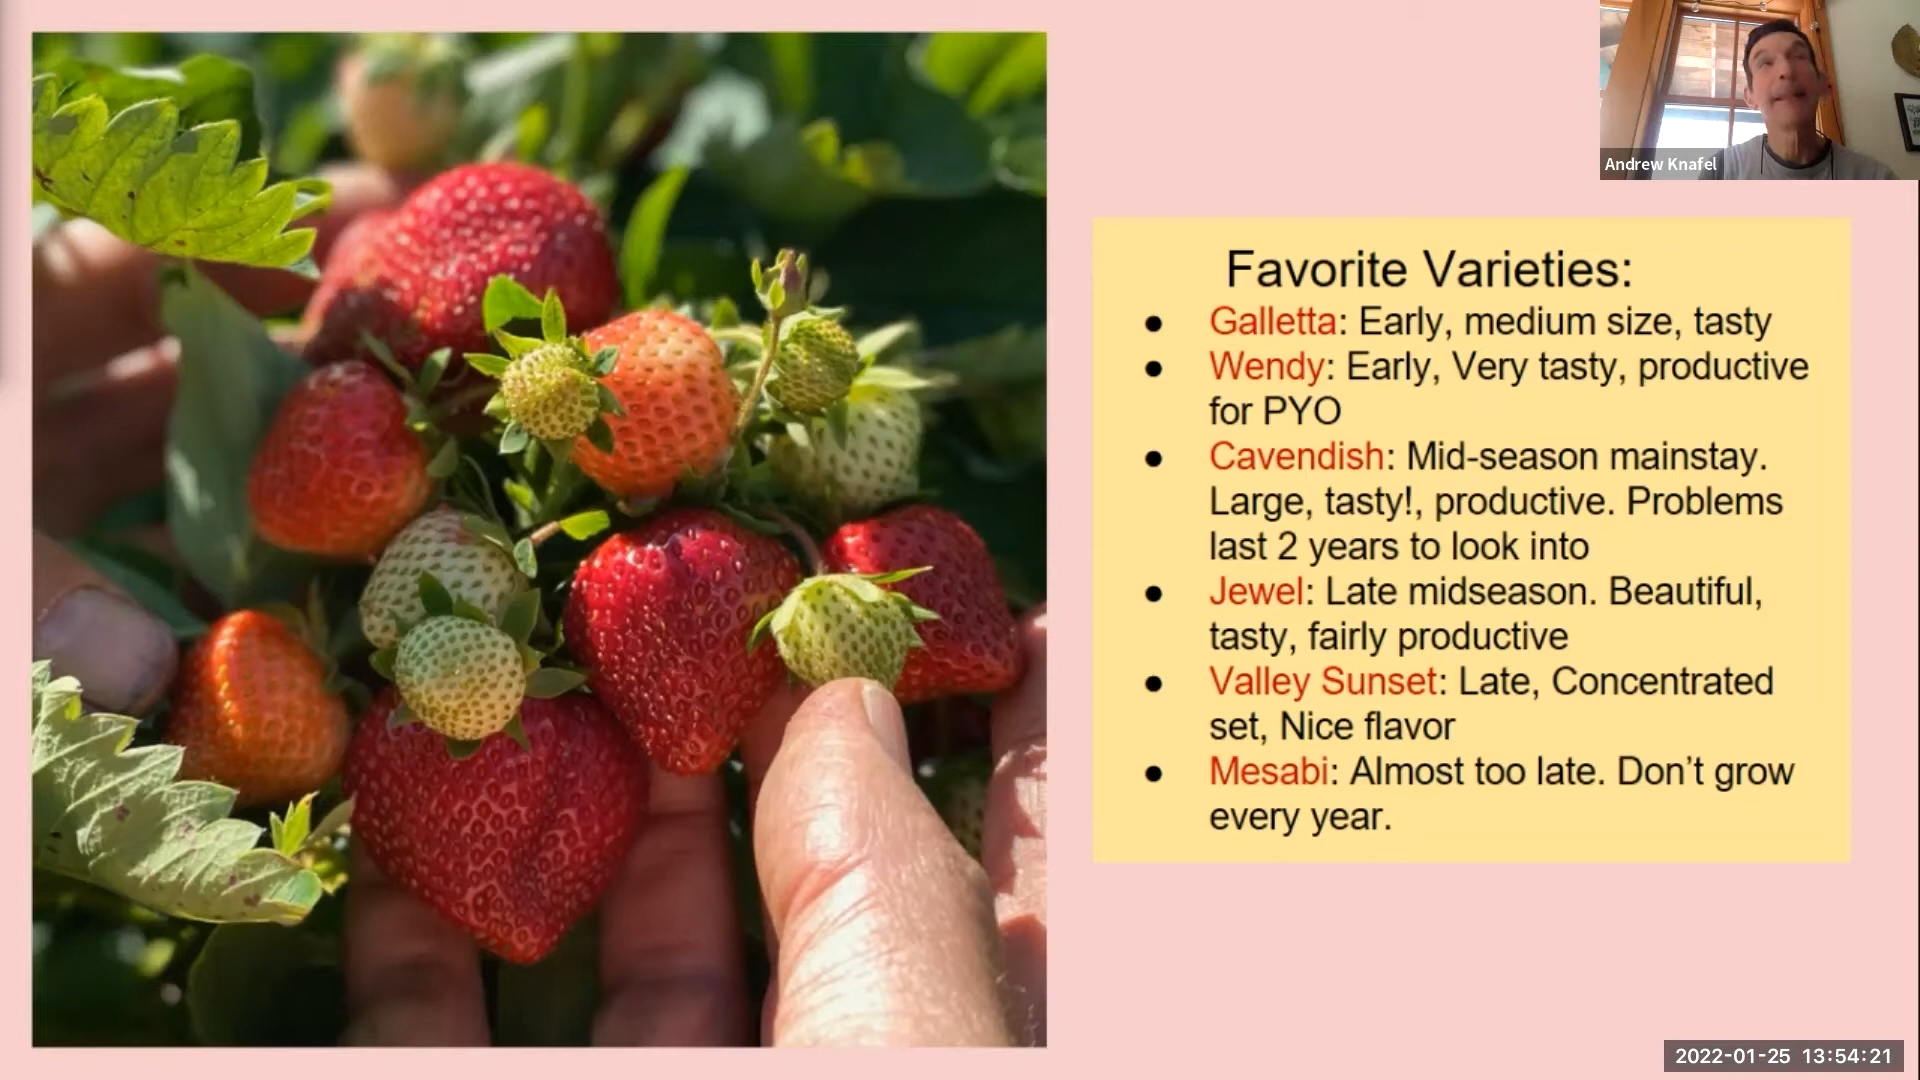 Andrew Knafel
Favorite Varieties:
● Galletta: Early, medium size, tasty
● Wendy: Early, Very tasty, productive
for PYO
● Cavendish: Mid-season mainstay.
Large, tasty!, productive. Problems
last 2 years to look into
● Jewel: Late midseason. Beautiful,
tasty, fairly productive
● Valley Sunset: Late, Concentrated
set, Nice flavor
● Mesabi: Almost too late. Don’t grow
every year.
2022-01-25 13:54:21